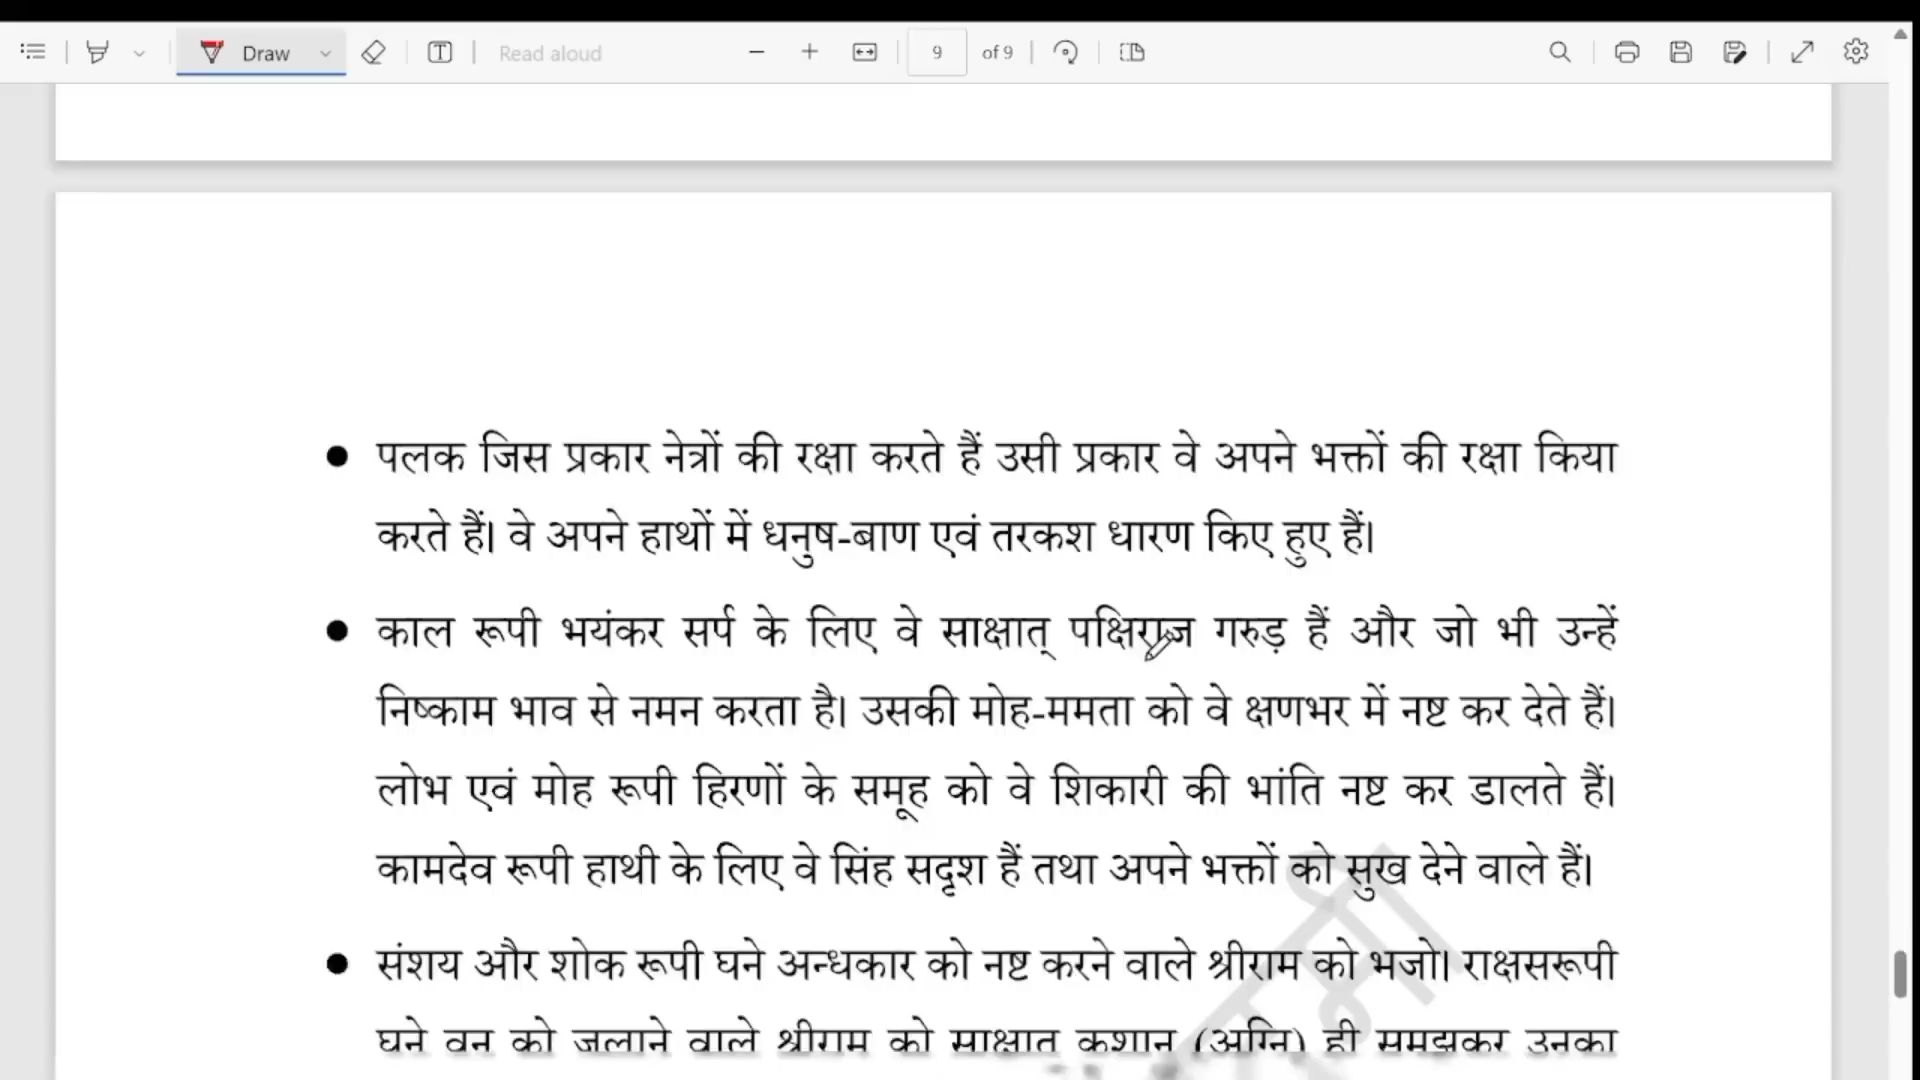 Draw
Read aloud
9 of 9
● पलक जिस प्रकार नेत्रों की रक्षा करते हैं उसी प्रकार वे अपने भक्तों की रक्षा किया
करते हैं। वे अपने हाथों में धनुष-बाण एवं तरकश धारण किए हुए हैं।
● काल रूपी भयंकर सर्प के लिए वे साक्षात् पक्षिराज गरुड़ हैं और जो भी उन्हें
निष्काम भाव से नमन करता है। उसकी मोह-ममता को वे क्षणभर में नष्ट कर देते हैं।
लोभ एवं मोह रूपी हिरणों के समूह को वे शिकारी की भांति नष्ट कर डालते हैं।
कामदेव रूपी हाथी के लिए वे सिंह सदृश हैं तथा अपने भक्तों को सुख देने वाले हैं।
● संशय और शोक रूपी घने अन्धकार को नष्ट करने वाले श्रीराम को भजो। राक्षसरूपी
घने वन को जलाने वाले श्रीराम को साक्षात् कृशानु (अग्नि) ही समझकर उनका